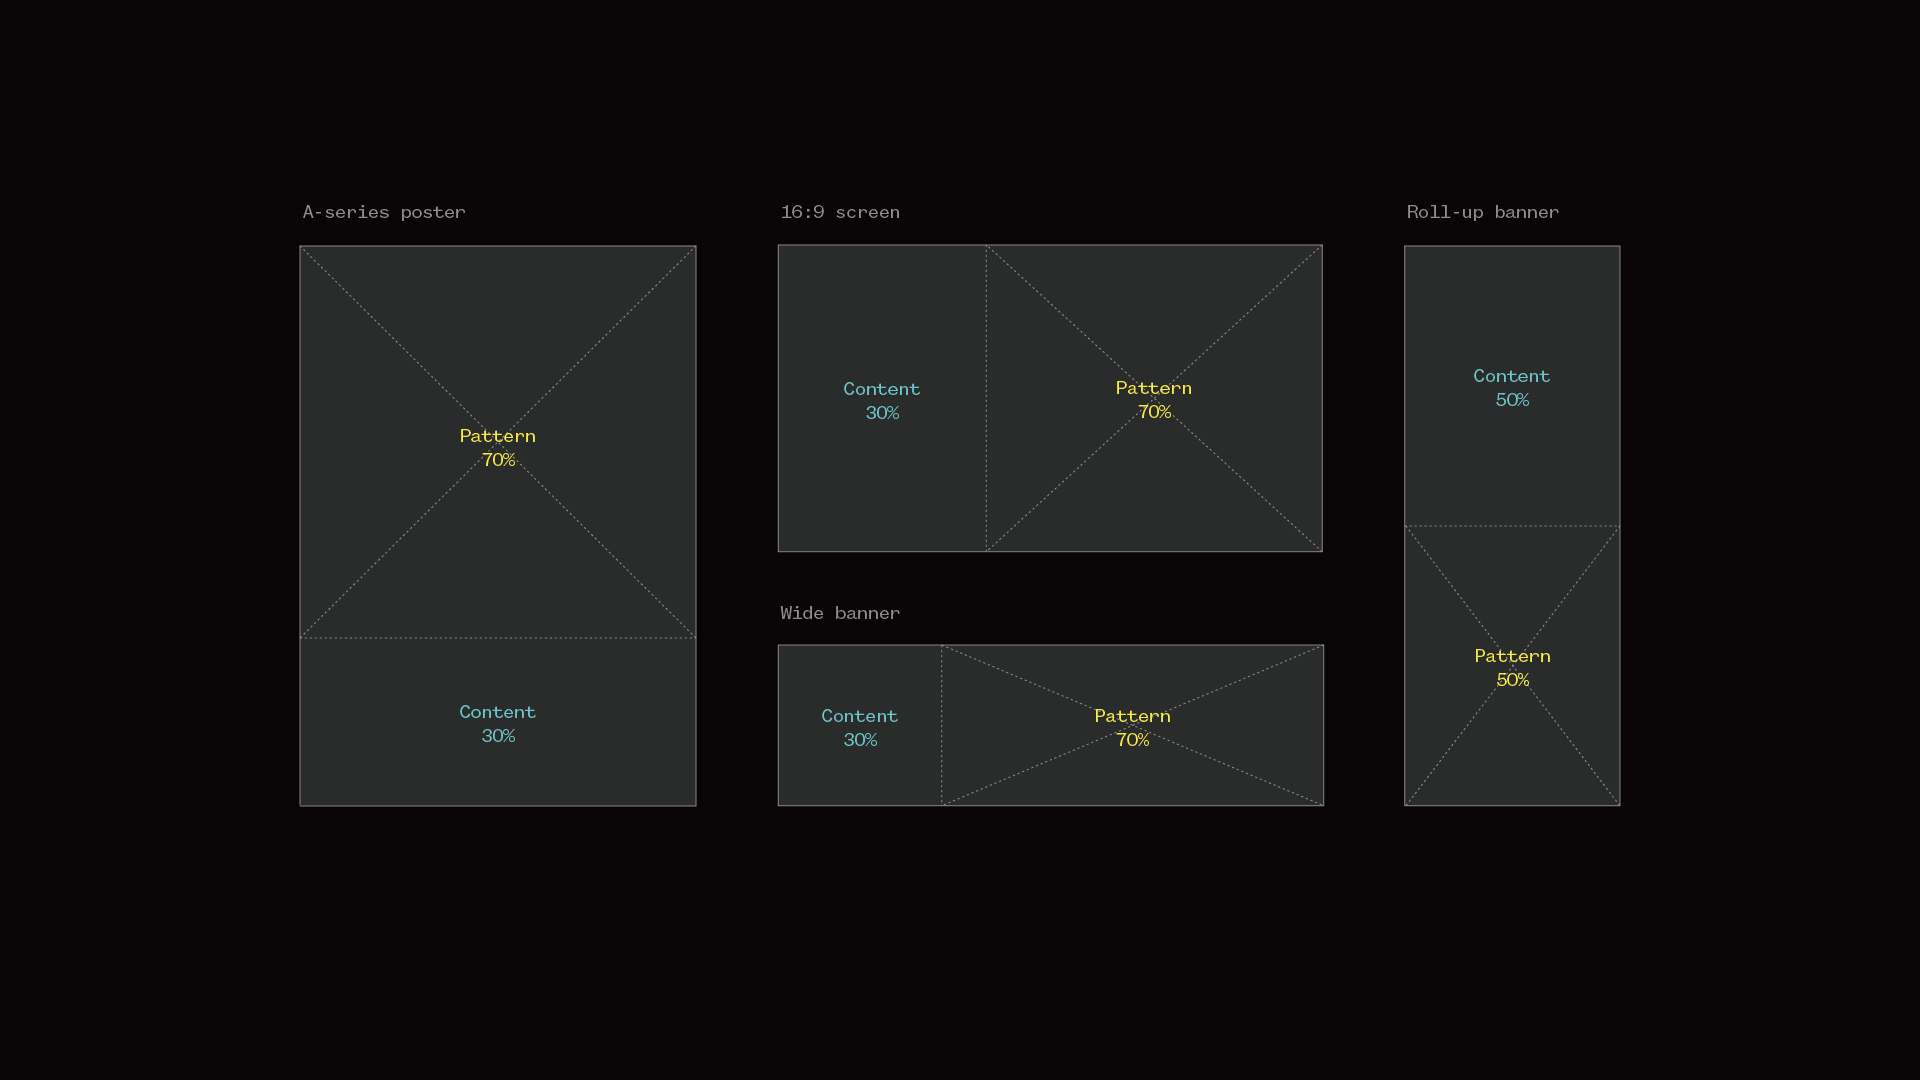 A-series poster
Pattern
70%
Content
30%
16:9 screen
Content
30%
Pattern
70%
Wide banner
Content
30%
Pattern
70%
Roll-up banner
Content
50%
Pattern
50%